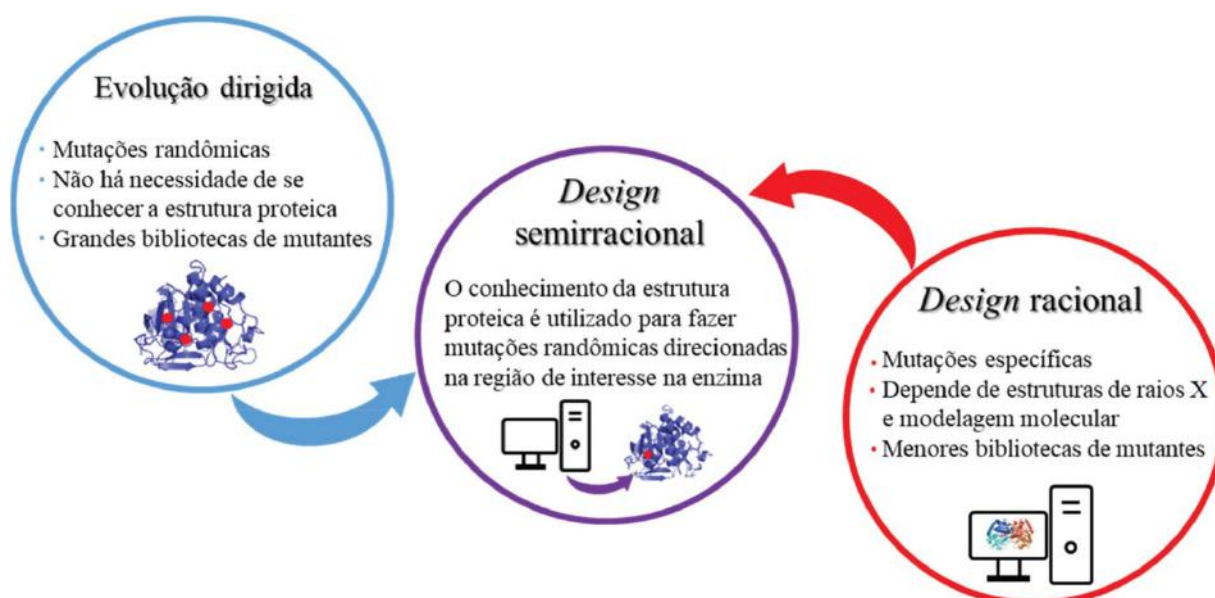 Evolução dirigida
• Mutações randômicas
• Não há necessidade de se
conhecer a estrutura proteica
• Grandes bibliotecas de mutantes
Design
semirracional
O conhecimento da estrutura
proteica é utilizado para fazer
mutações randômicas direcionadas
na região de interesse na enzima
Design racional
• Mutações específicas
• Depende de estruturas de raios X
e modelagem molecular
• Menores bibliotecas de mutantes